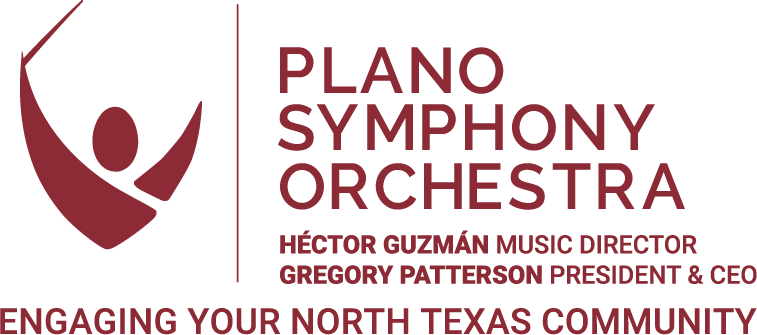 PLANO
SYMPHONY
ORCHESTRA
HÉCTOR GUZMÁN MUSIC DIRECTOR
GREGORY PATTERSON PRESIDENT & CEO
ENGAGING YOUR NORTH TEXAS COMMUNITY